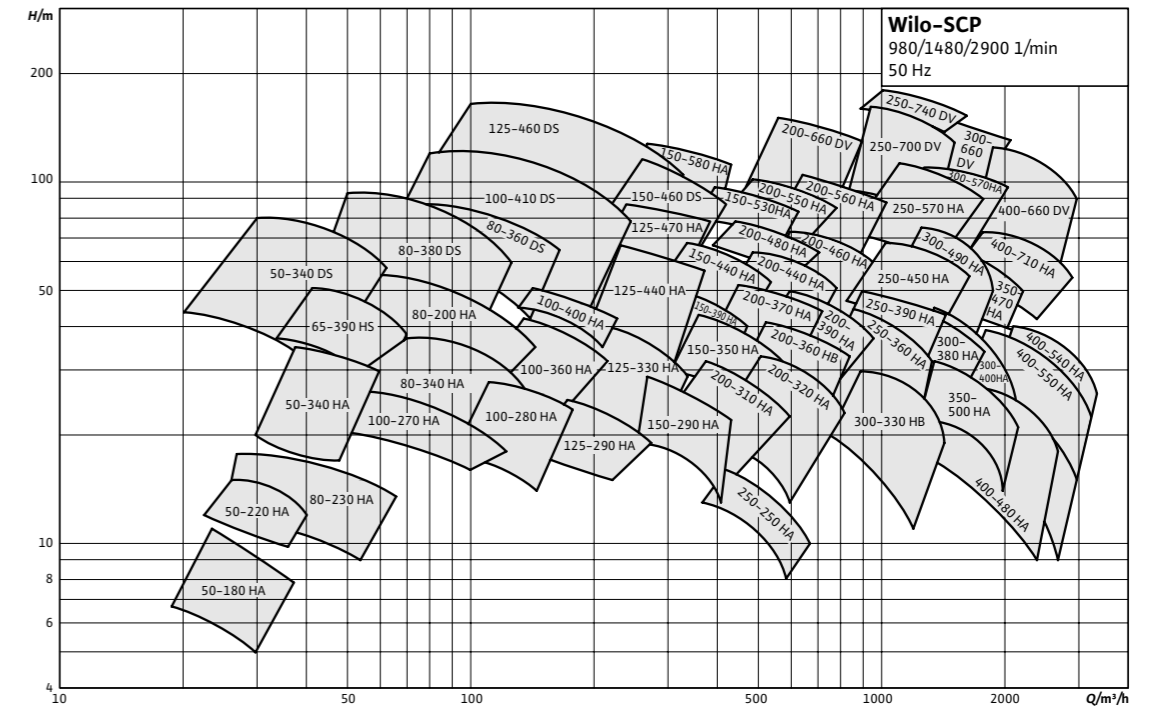 H/m
Wilo-SCP
980/1480/2900 1/min
50 Hz
200
100
50
10
8
6
4
10
50
100
200
500
1000
2000
Q/m³/h
250-740 DV
125-460 DS
200-660 DV
250-700 DV
300-
660
DV
150-580 HA
300-570HA
100-410 DS
150-460 DS
200-550 HA
200-560 HA
150-530HA
250-570 HA
400-660 DV
80-360 DS
125-470 HA
80-380 DS
200-480 HA
200-460 HA
300-490 HA
400-710 HA
50-340 DS
150-440 HA
200-440 HA
250-450 HA
125-440 HA
350-
470
HA
100-400 HA
150-390 HA
200-370 HA
250-390 HA
65-390 HS
80-200 HA
200-
390 HA
250-360 HA
150-350 HA
200-360 HB
300-
380 HA
400-540 HA
400-550 HA
100-360 HA
125-330 HA
300-
400HA
80-340 HA
200-310 HA
200-320 HA
50-340 HA
100-270 HA
100-280 HA
350-
500 HA
150-290 HA
300-330 HB
125-290 HA
80-230 HA
50-220 HA
250-250 HA
400-480 HA
50-180 HA